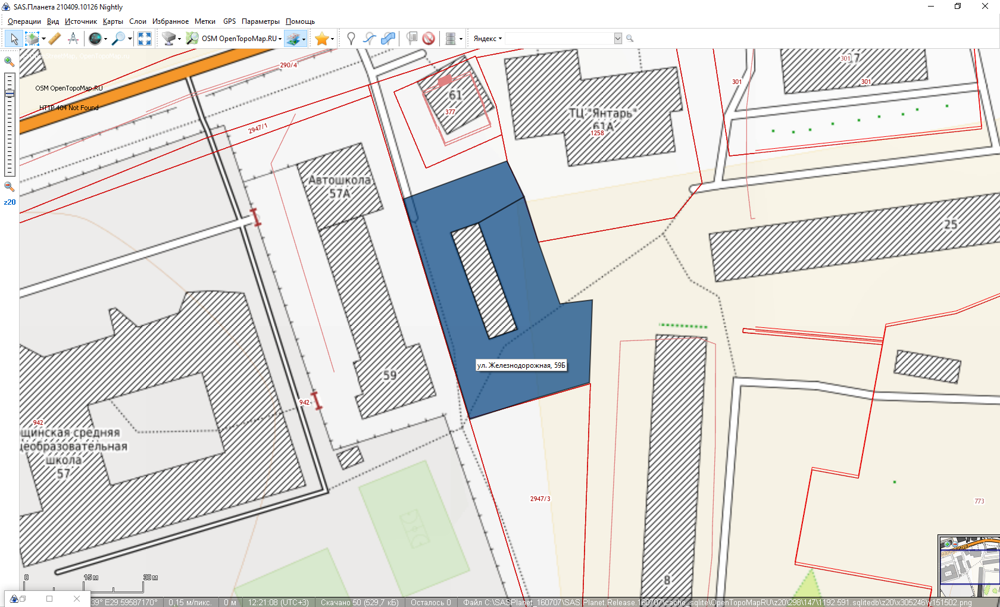 SAS.Планета 210409.10126 Nightly
Операции Вид Источник Карты Слои Избранное Метки GPS Параметры Помощь
OSM OpenTopoMap.RU
Яндекс
OpenStreetMap, OpenTopoMap.ru
290/4
301
17
301
301
OSM OpenTopoMap.RU
HTTP 404 Not Found
61
377
ТЦ "Янтарь"
61А
1258
2947/1
Автошкола
57А
z20
25
ул. Железнодорожная, 59Б
59
942
942
щинская средняя
еобразовательная
школа
57
2947/3
773
8
0 15 м 30 м
39° E29.59587170° 0,15 м/пикс. 0 м 12:21:08 (UTC+3) Скачано 50 (529,7 кБ) Осталось 0 Файл C:\SASPlanet_160707\SAS.Planet.Release.160707\cache_sqlite\OpenTopoMapRU\z20\298\147\1192.591.sqlitedb\z20\x305246\y151502.png